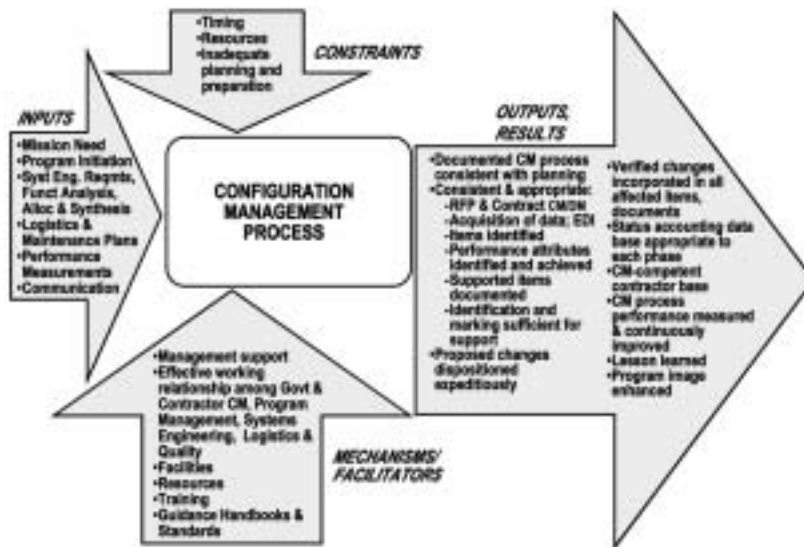 •Timing
•Resources
•Inadequate
planning and
preparation
CONSTRAINTS
INPUTS
•Mission Need
•Program Initiation
•Syst Eng. Reqmts,
Funct Analysis,
Alloc & Synthesis
•Logistics &
Maintenance Plans
•Performance
Measurements
•Communication
CONFIGURATION
MANAGEMENT
PROCESS
OUTPUTS,
RESULTS
•Documented CM process
consistent with planning
•Consistent & appropriate:
-RFP & Contract CM/DM
-Acquisition of data; EDI
-Items identified
-Performance attributes
identified and achieved
-Supported items
documented
-Identification and
marking sufficient for
support
•Proposed changes
dispositioned
expeditiously
•Verified changes
incorporated in all
affected items,
documents
•Status accounting data
base appropriate to
each phase
•CM-competent
contractor base
•CM process
performance measured
& continuously
improved
•Lesson learned
•Program image
enhanced
•Management support
•Effective working
relationship among Govt &
Contractor CM, Program
Management, Systems
Engineering, Logistics &
Quality
•Facilities
•Resources
•Training
•Guidance Handbooks &
Standards
MECHANISMS/
FACILITATORS